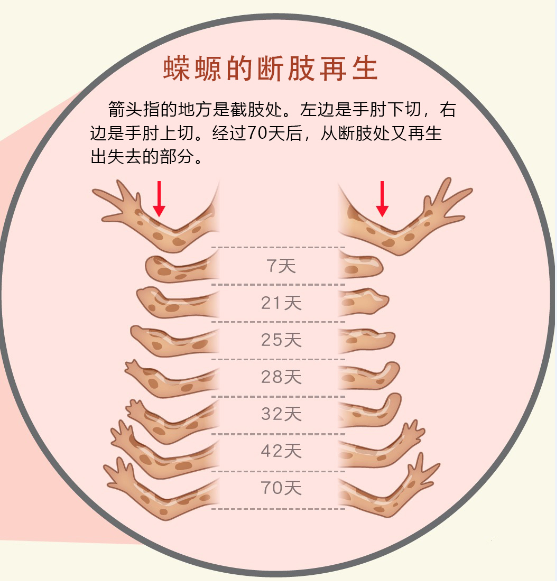 蝾螈的断肢再生
箭头指的地方是截肢处。左边是手肘下切，右
边是手肘上切。经过70天后，从断肢处又再生
出失去的部分。
7天
21天
25天
28天
32天
42天
70天